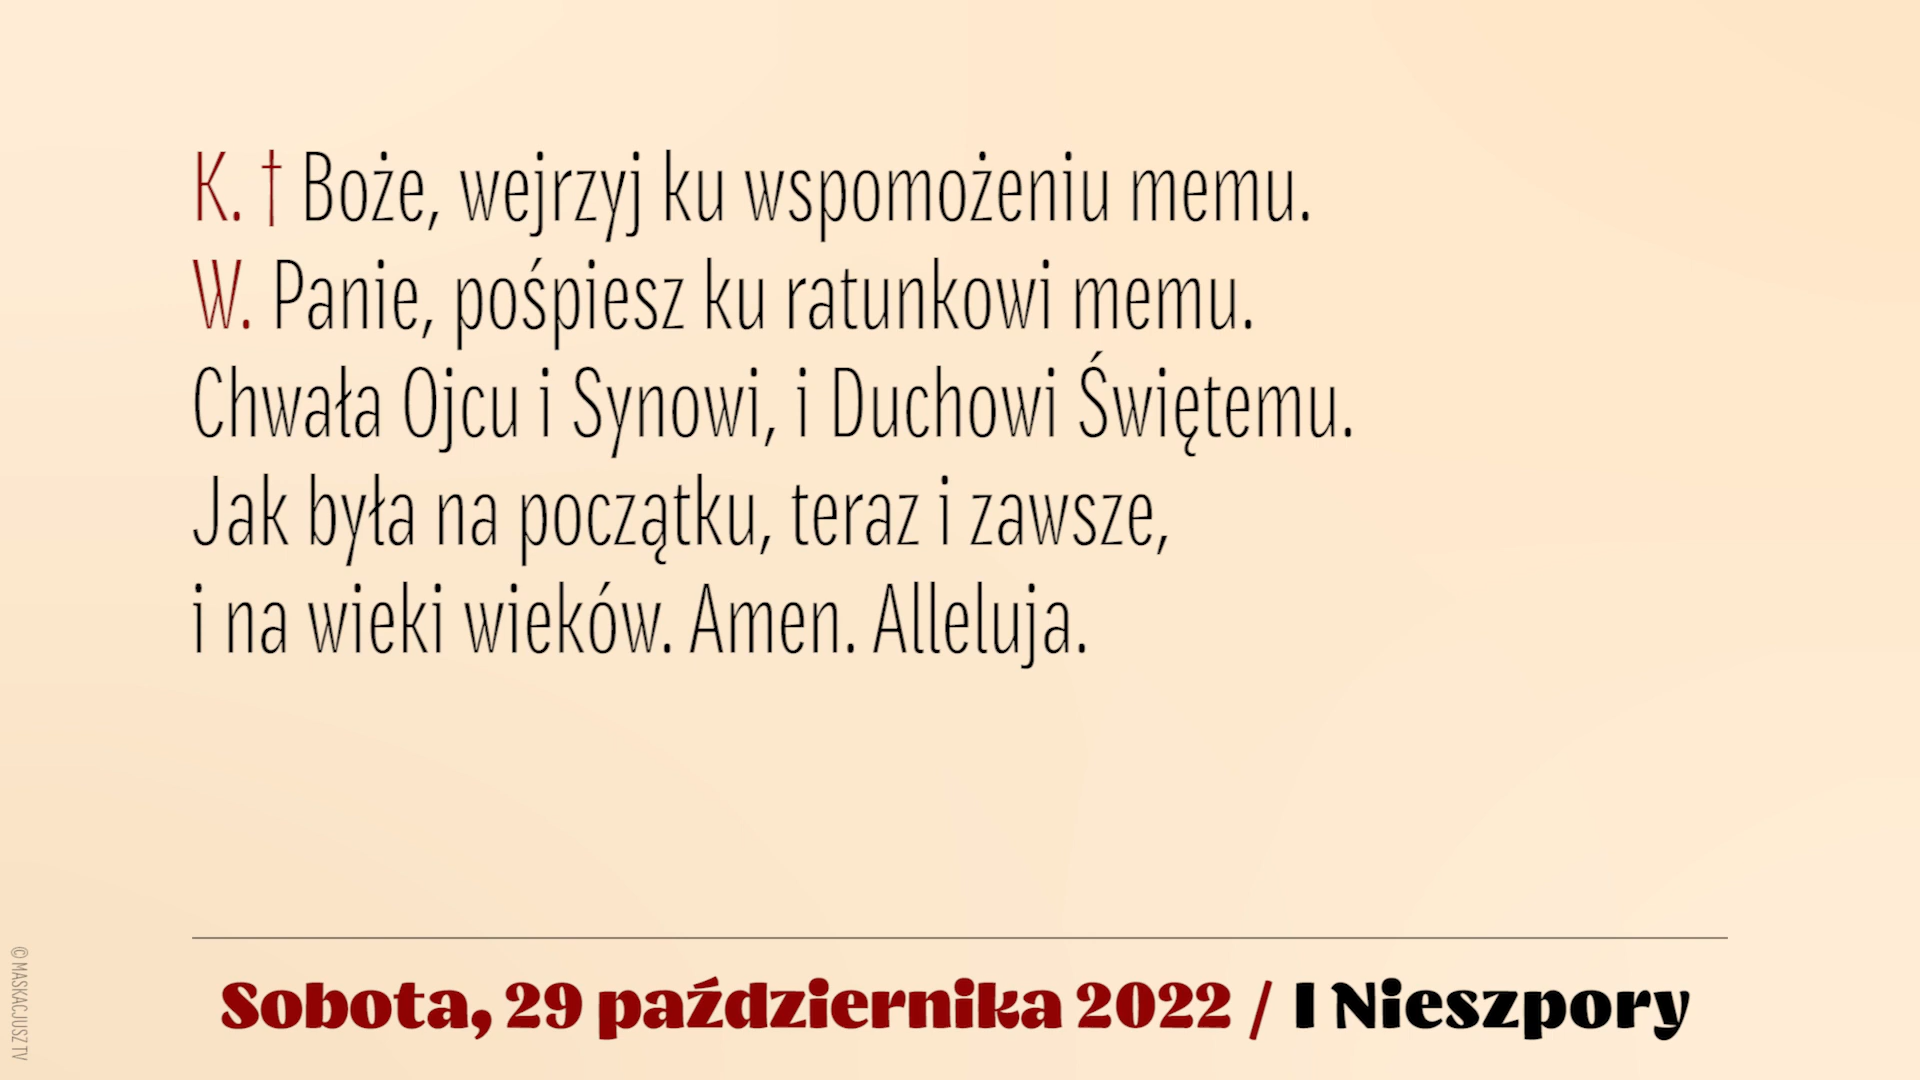 K. † Boże, wejrzyj ku wspomożeniu memu.
W. Panie, pośpiesz ku ratunkowi memu.
Chwała Ojcu i Synowi, i Duchowi Świętemu.
Jak była na początku, teraz i zawsze,
i na wieki wieków. Amen. Alleluja.
Sobota, 29 października 2022 / I Nieszpory
© MASKACJUSZ TV